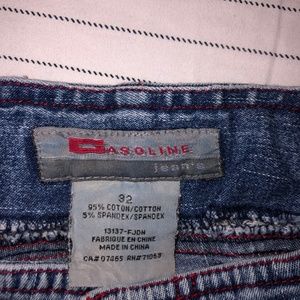 GASOLINE
jeans
32
95% COTON/COTTON
5% SPANDEX/SPANDEX
13137-FJDN
FABRIQUE EN CHINE
MADE IN CHINA
CA# 07865 RN#71063